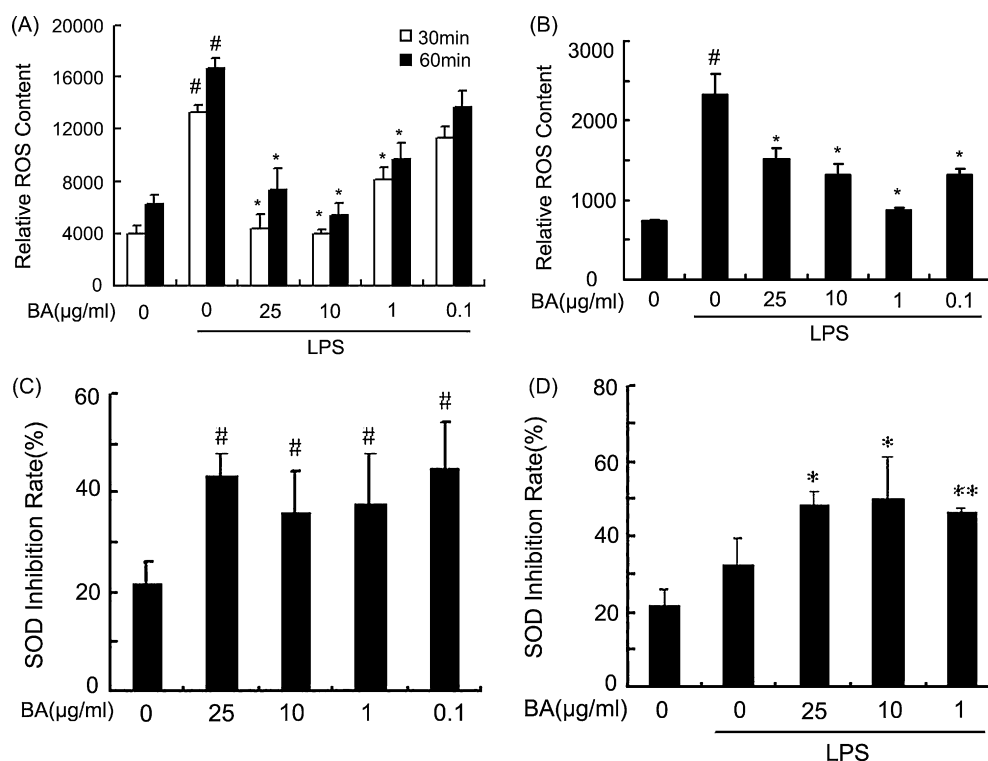 (A)
Relative ROS Content
20000
16000
12000
8000
4000
0
30min
60min
#
#
*
*
*
*
*
*
BA(μg/ml) 0 0 25 10 1 0.1
LPS
(B)
Relative ROS Content
3000
2000
1000
0
#
*
*
*
*
BA(μg/ml) 0 0 25 10 1 0.1
LPS
(C)
SOD Inhibition Rate(%)
60
40
20
0
#
#
#
#
BA(μg/ml) 0 25 10 1 0.1
(D)
SOD Inhibition Rate(%)
80
60
40
20
0
*
*
**
BA(μg/ml) 0 0 25 10 1
LPS